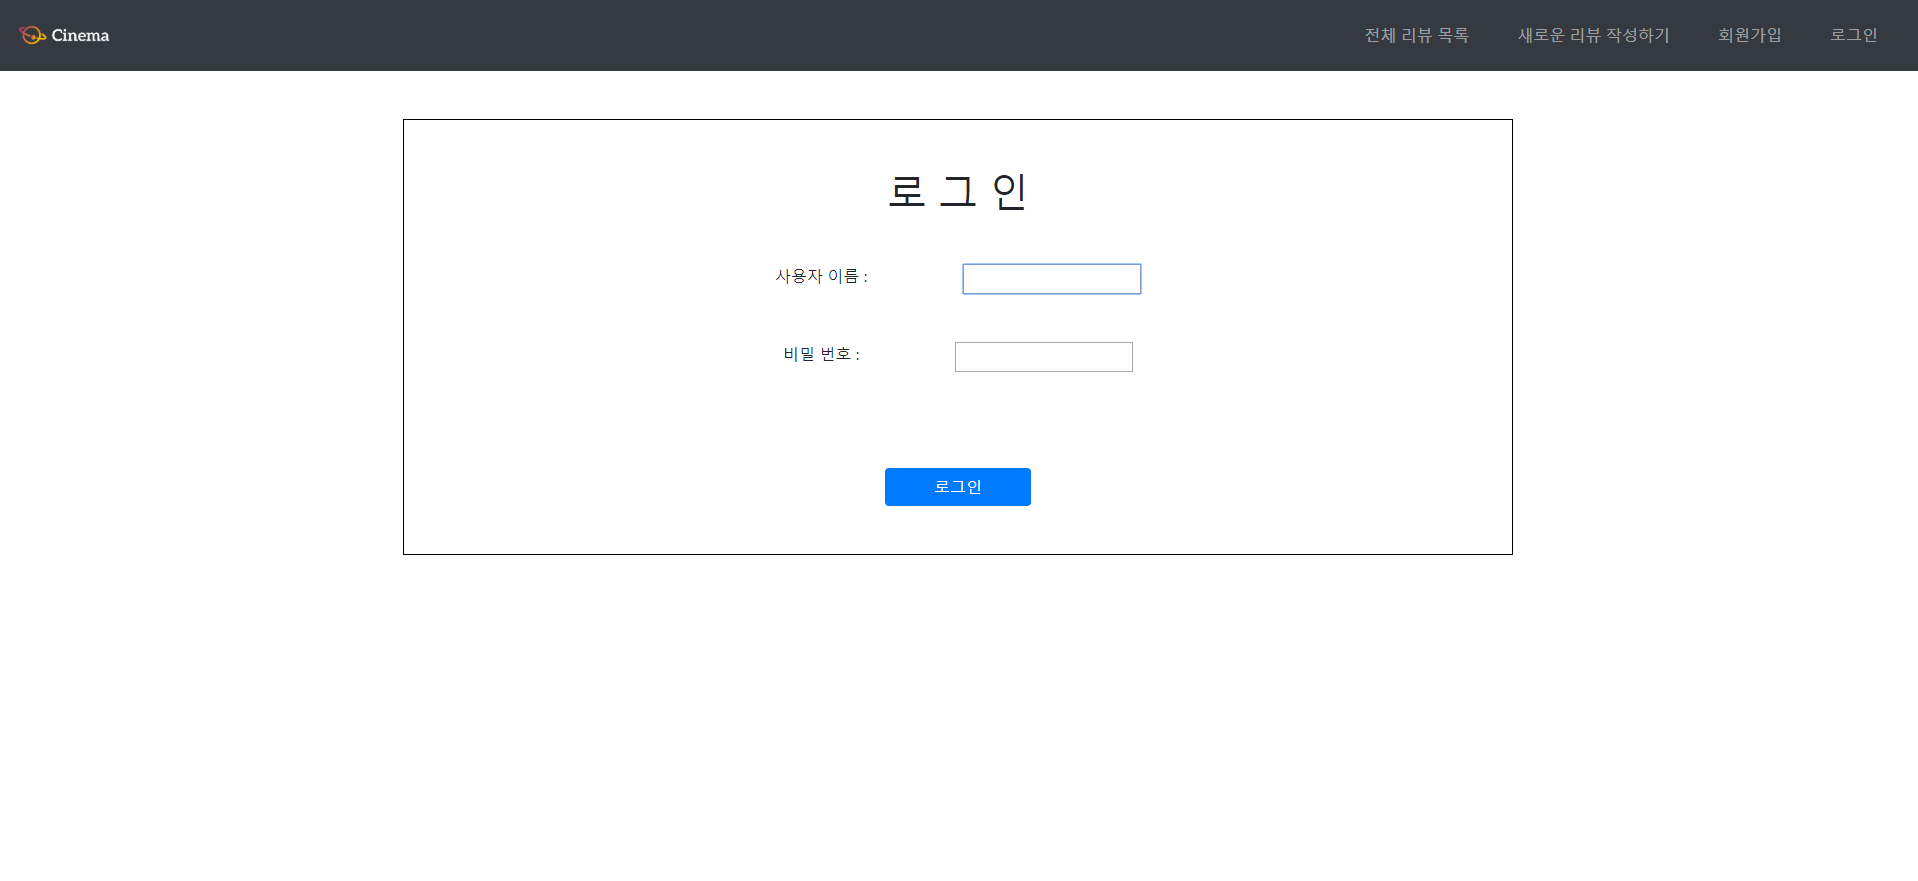 Cinema 전체 리뷰 목록 새로운 리뷰 작성하기 회원가입 로그인
로 그 인
사용자 이름 :
비밀 번호 :
로그인